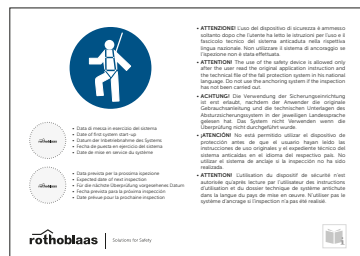 • ATTENZIONE! L'uso del dispositivo di sicurezza è ammesso
soltanto dopo che l'utente ha letto le istruzioni per l'uso e il
fascicolo tecnico del sistema anticaduta nella rispettiva
lingua nazionale. Non utilizzare il sistema di ancoraggio se
l'ispezione non è stata effettuata.
• ATTENTION! The use of the safety device is allowed only
after the user read the original application instruction and
the technical file of the fall protection system in his national
language. Do not use the anchoring system if the inspection
has not been carried out.
• ACHTUNG! Die Verwendung der Sicherungseinrichtung
ist erst erlaubt, nachdem der Anwender die originale
Gebrauchsanleitung und die technischen Unterlagen des
Absturzsicherungssystem in der jeweiligen Landessprache
gelesen hat. Das System nicht Verwenden wenn die
Überprüfung nicht durchgeführt wurde.
• ¡ATENCIÓN! No está permitido utilizar el dispositivo de
protección antes de que el usuario hayan leído las
instrucciones de uso originales y el expediente técnico del
sistema anticaídas en el idioma del respectivo país. No
utilizar el sistema de anclaje si la inspección no ha sido
realizada.
• ATTENTION! L'utilisation du dispositif de sécurité n'est
autorisée qu'après lecture par l'utilisateur des instructions
d'utilisation et du dossier technique de système antichute
dans la langue du pays de mise en œuvre. N'utilisez pas le
système d'ancrage si l'inspection n'a pas été réalisé.
rothoblaas
• Data di messa in esercizio del sistema
• Date of first system start-up
• Datum der Inbetriebnahme des Systems
• Fecha de puesta en ejercicio del sistema
• Date de mise en service du système
rothoblaas
• Data prevista per la prossima ispezione
• Expected date of next inspection
• Für die nächste Überprüfung vorgesehenes Datum
• Fecha prevista para la próxima inspección
• Date prévue pour la prochaine inspection
rothoblaas
Solutions for Safety